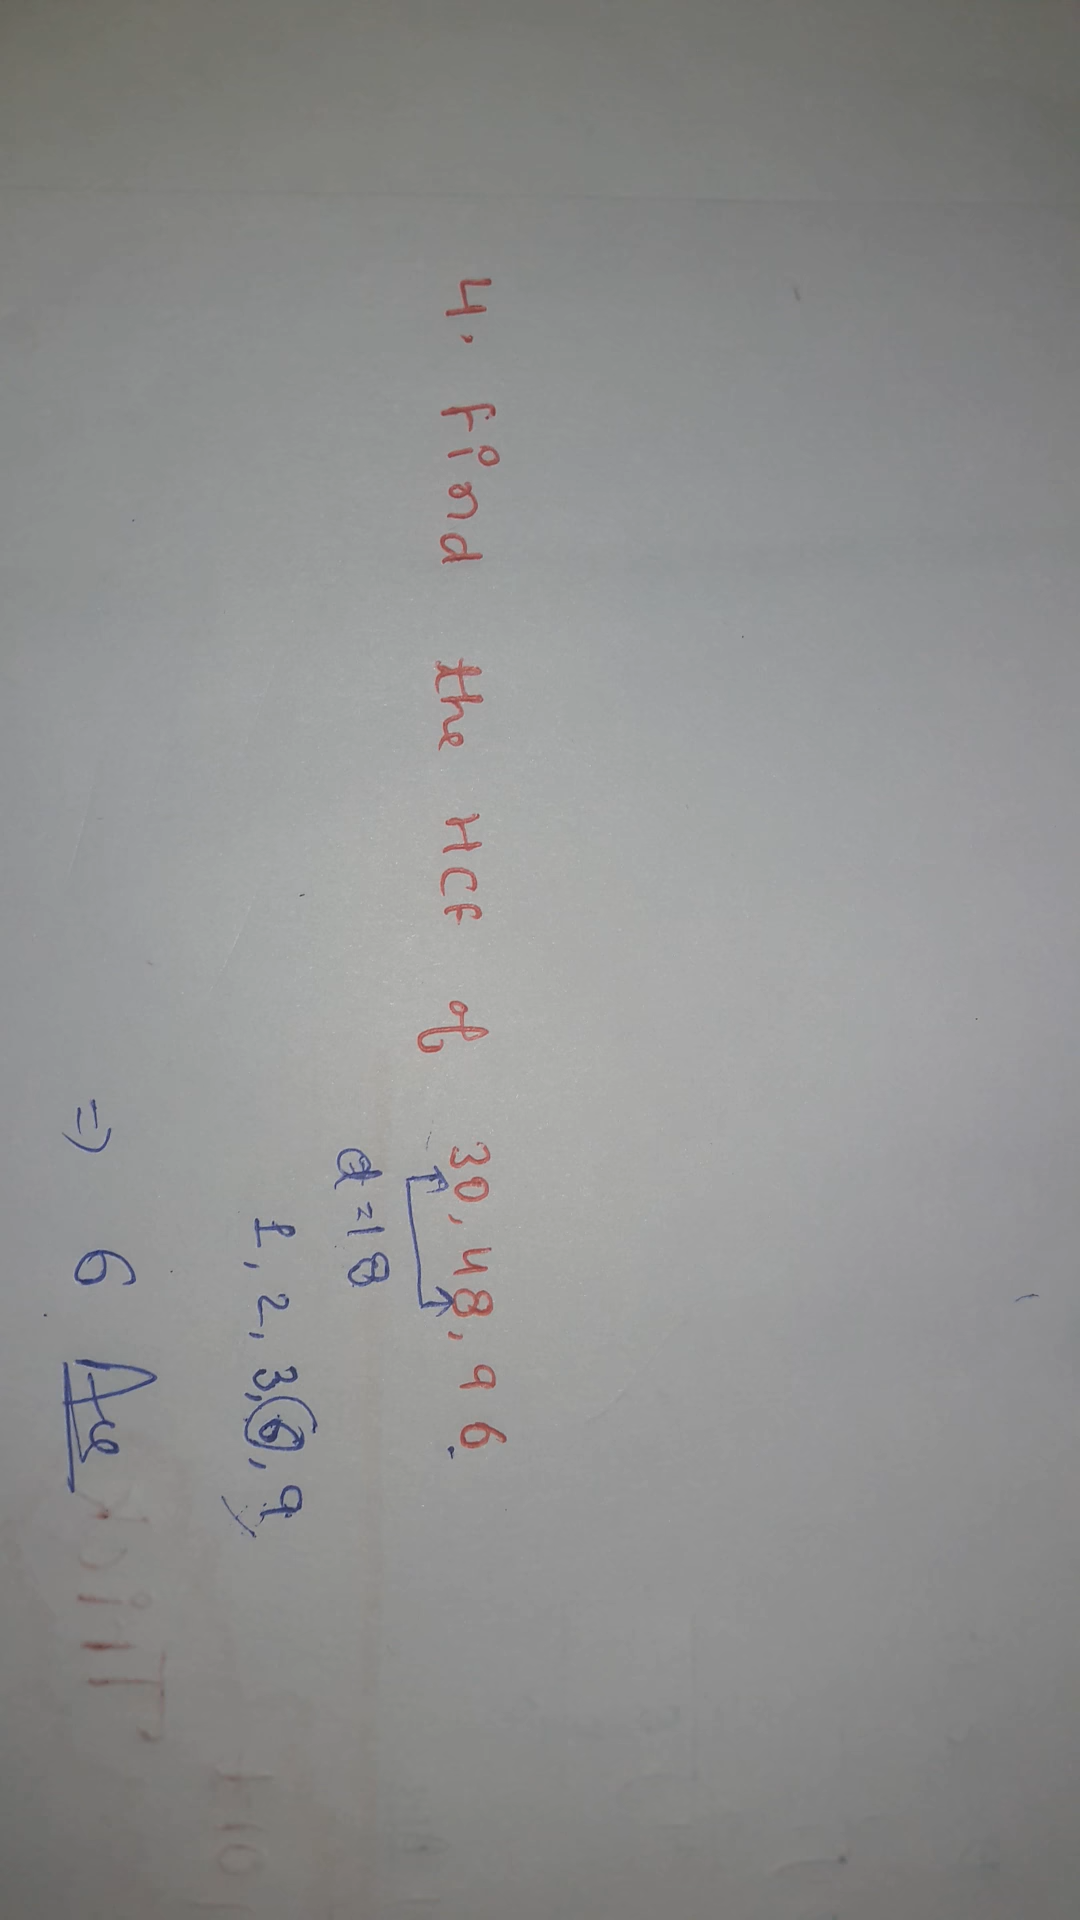 4. Find the HCF of 30, 48, 96.
d = 18
1, 2, 3, 6, 9
⇒ 6 Ans